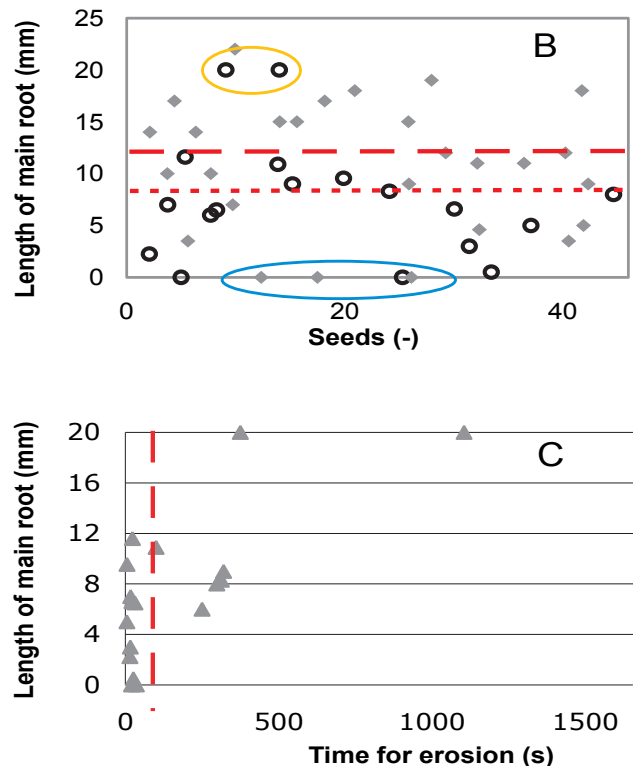 25
20
15
10
5
0
Length of main root (mm)
B
0 20 40
Seeds (-)
20
16
12
8
4
0
Length of main root (mm)
C
0 500 1000 1500
Time for erosion (s)